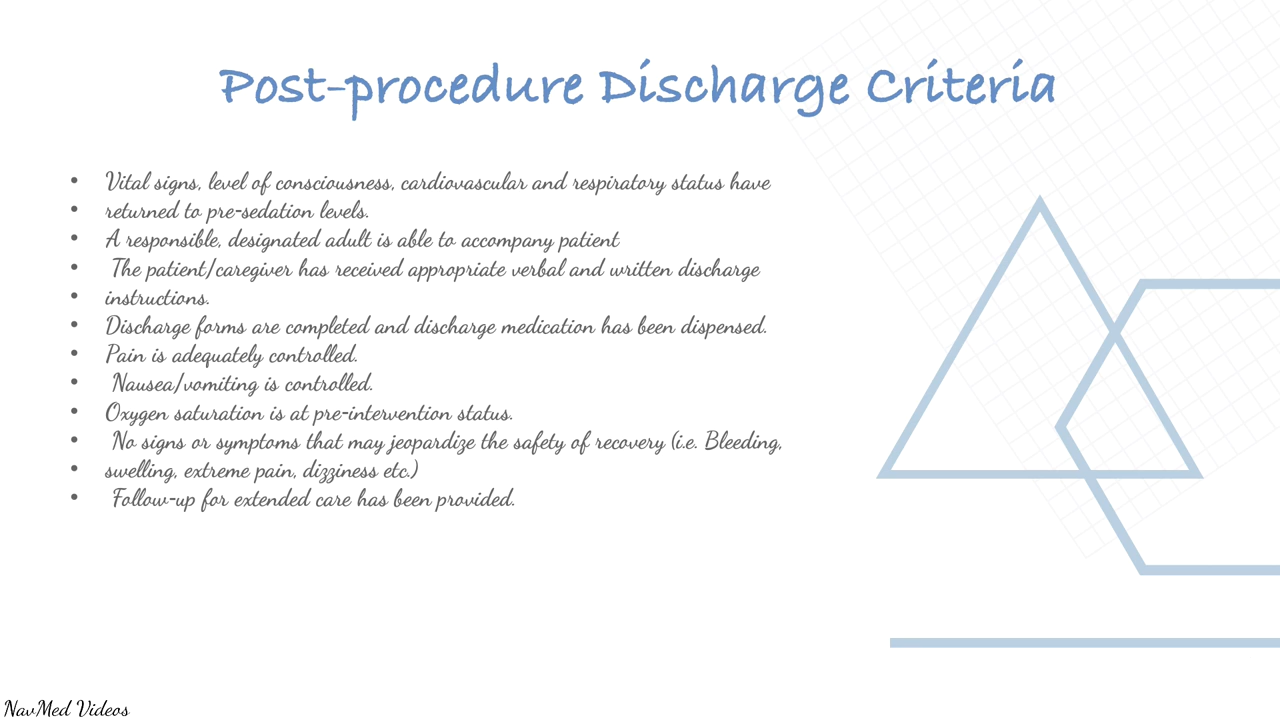 Post-procedure Discharge Criteria
• Vital signs, level of consciousness, cardiovascular and respiratory status have
• returned to pre-sedation levels.
• A responsible, designated adult is able to accompany patient
• The patient/caregiver has received appropriate verbal and written discharge
• instructions.
• Discharge forms are completed and discharge medication has been dispensed.
• Pain is adequately controlled.
• Nausea/vomiting is controlled.
• Oxygen saturation is at pre-intervention status.
• No signs or symptoms that may jeopardize the safety of recovery (i.e. Bleeding,
• swelling, extreme pain, dizziness etc.)
• Follow-up for extended care has been provided.
NavMed Videos